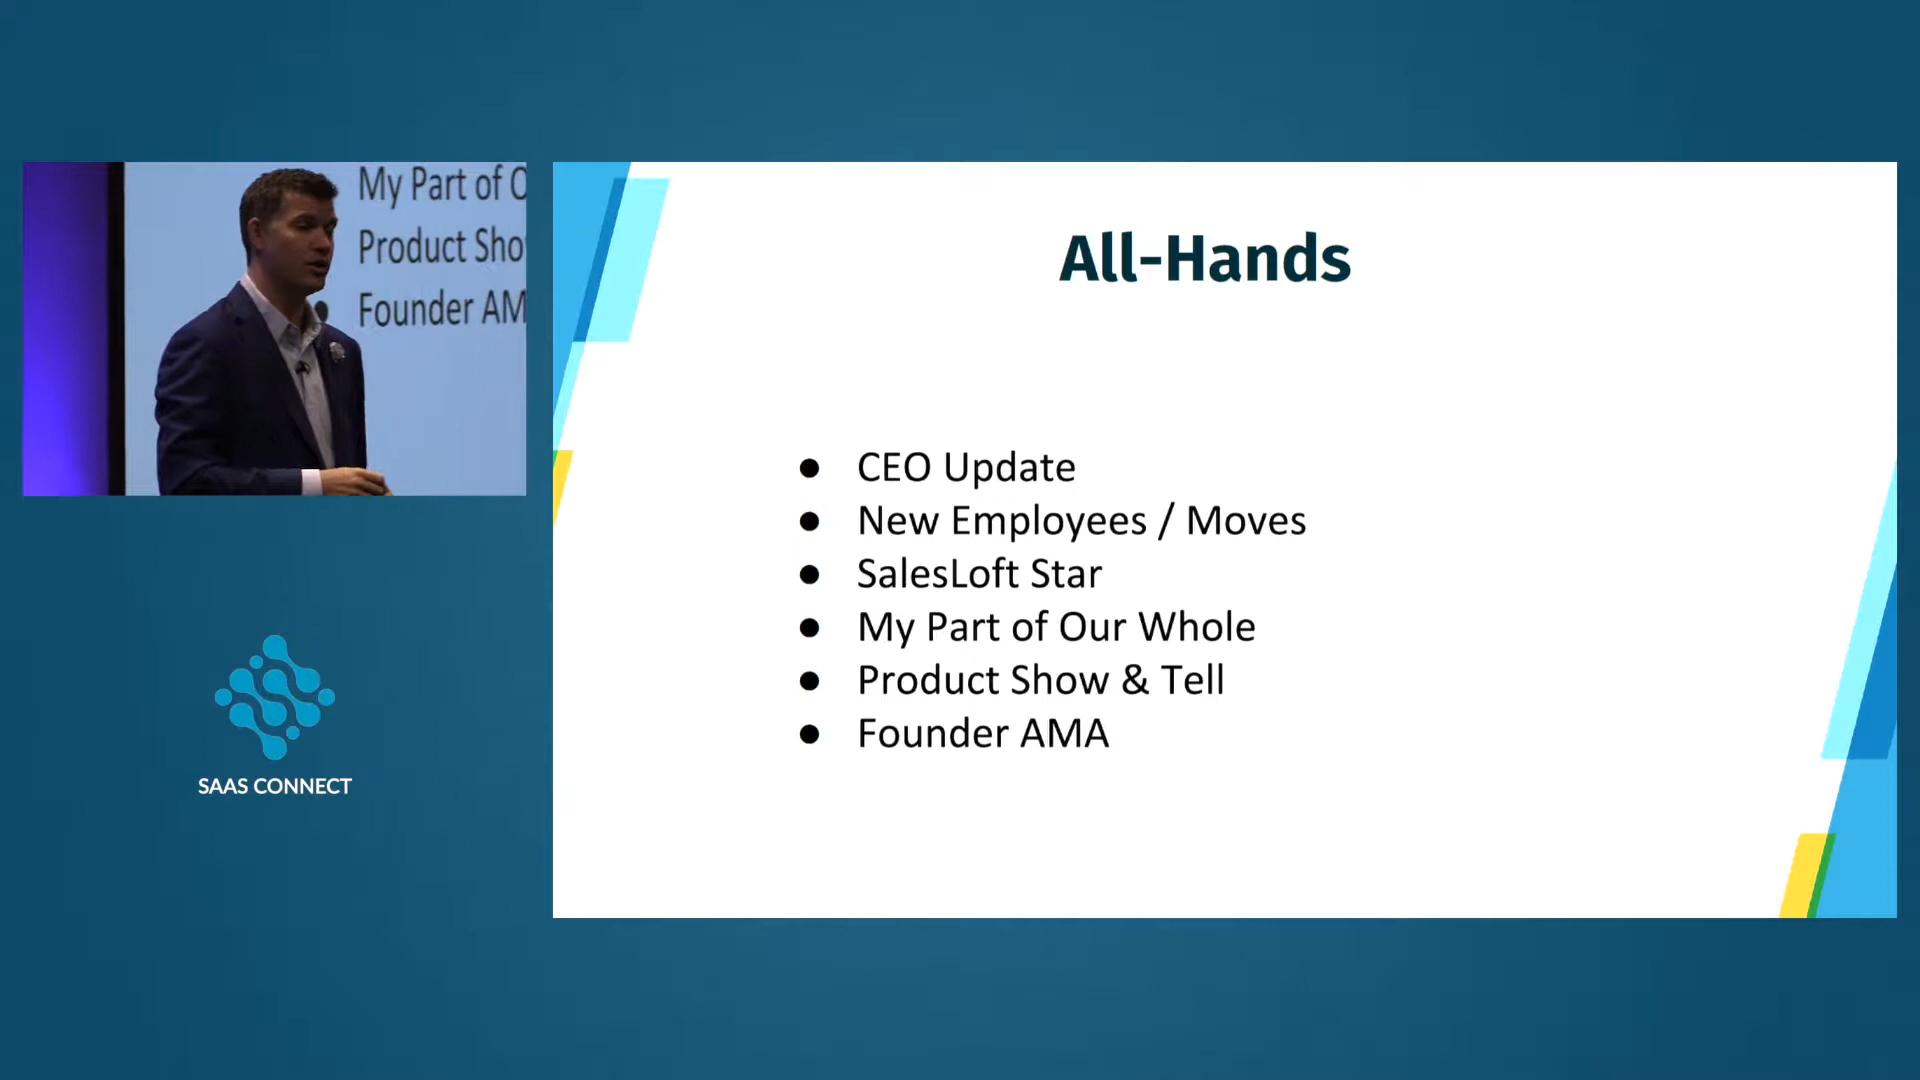 My Part of O
Product Sho
Founder AM
SAAS CONNECT
All-Hands
● CEO Update
● New Employees / Moves
● SalesLoft Star
● My Part of Our Whole
● Product Show & Tell
● Founder AMA